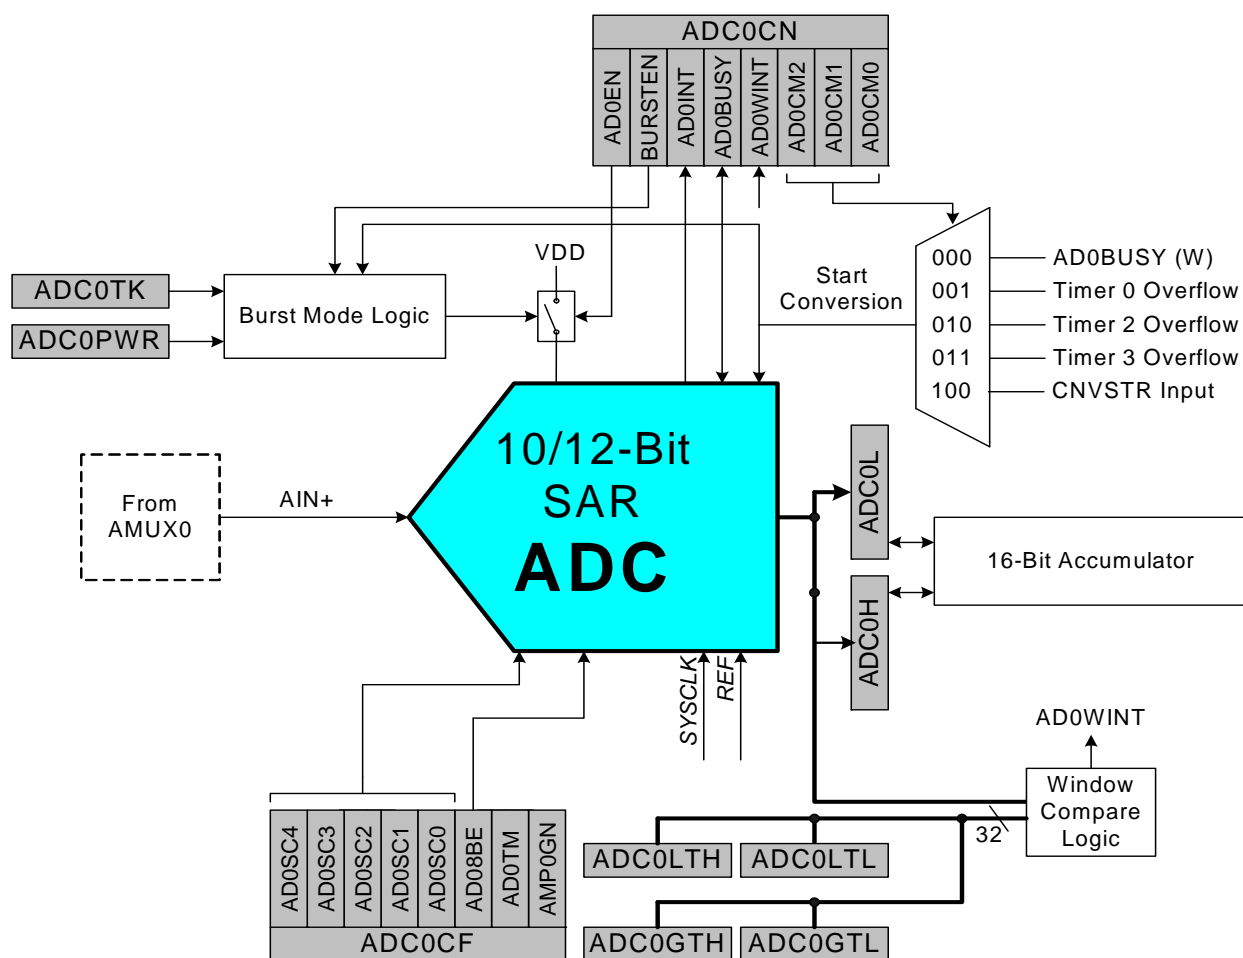 ADC0CN
AD0EN
BURSTEN
AD0INT
AD0BUSY
AD0WINT
AD0CM2
AD0CM1
AD0CM0
VDD
Start
Conversion
000
AD0BUSY (W)
001
Timer 0 Overflow
010
Timer 2 Overflow
011
Timer 3 Overflow
100
CNVSTR Input
ADC0TK
ADC0PWR
Burst Mode Logic
From
AMUX0
AIN+
10/12-Bit
SAR
ADC
ADC0L
ADC0H
16-Bit Accumulator
SYSCLK
REF
AD0WINT
Window
Compare
Logic
32
AD0SC4
AD0SC3
AD0SC2
AD0SC1
AD0SC0
AD08BE
AD0TM
AMP0GN
ADC0CF
ADC0LTH
ADC0LTL
ADC0GTH
ADC0GTL